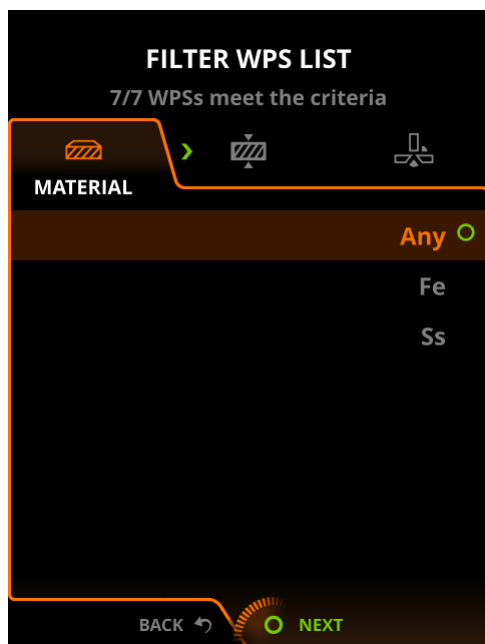 FILTER WPS LIST
7/7 WPSs meet the criteria
MATERIAL
Any
Fe
Ss
BACK
NEXT